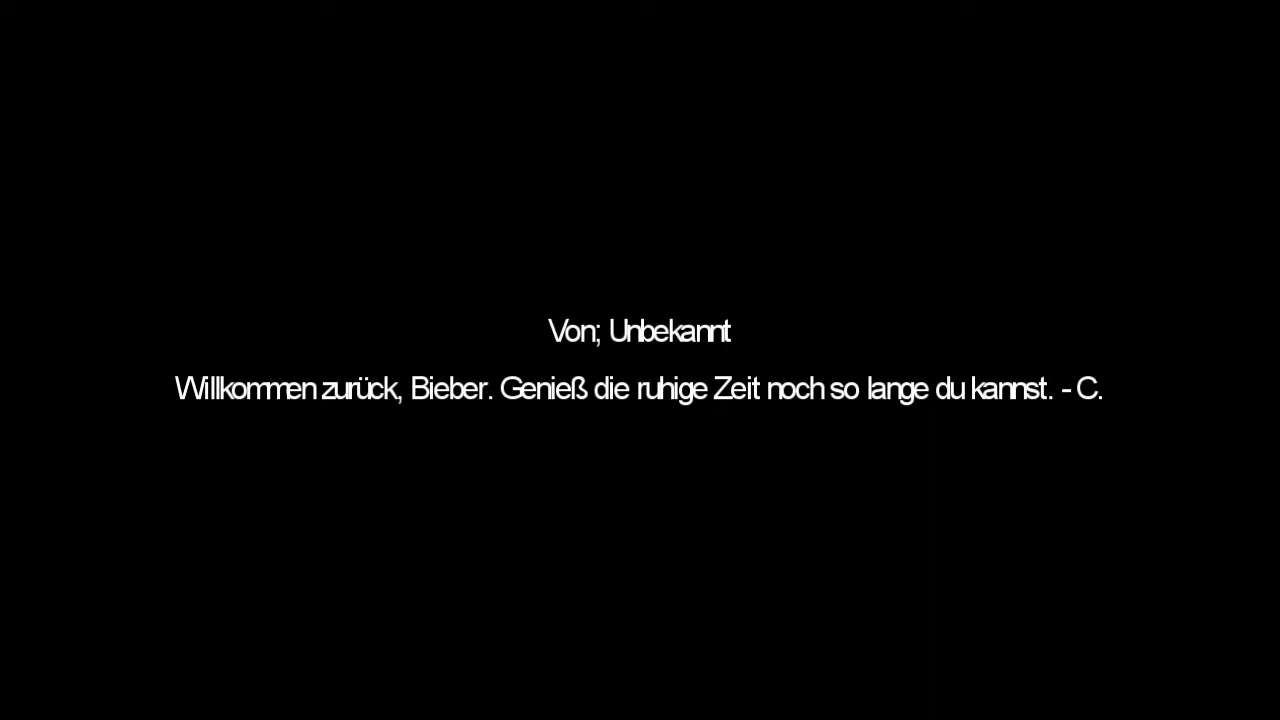 Von; Unbekannt
Willkommen zurück, Bieber. Genieß die ruhige Zeit noch so lange du kannst. - C.